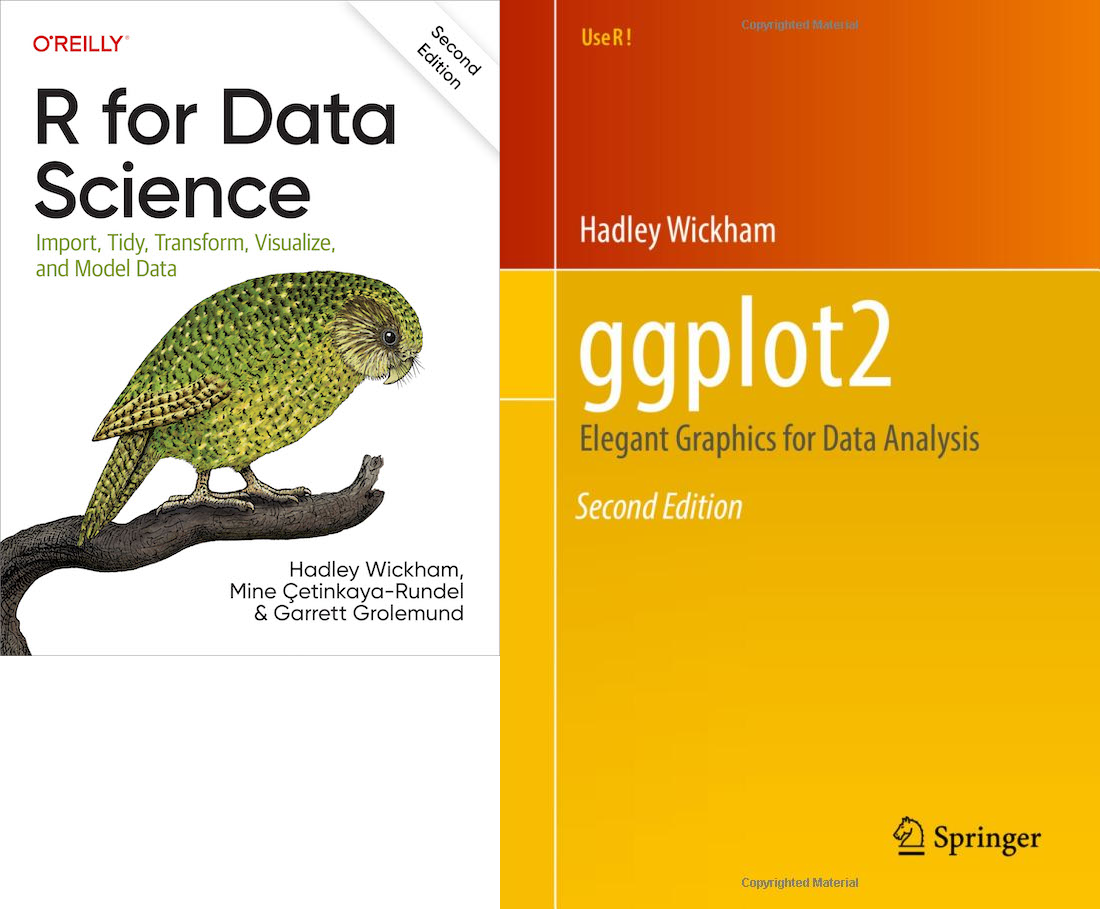 O'REILLY®
Second
Edition
R for Data
Science
Import, Tidy, Transform, Visualize,
and Model Data
Hadley Wickham,
Mine Çetinkaya-Rundel
& Garrett Grolemund
Copyrighted Material
Use R!
Hadley Wickham
ggplot2
Elegant Graphics for Data Analysis
Second Edition
Springer
Copyrighted Material